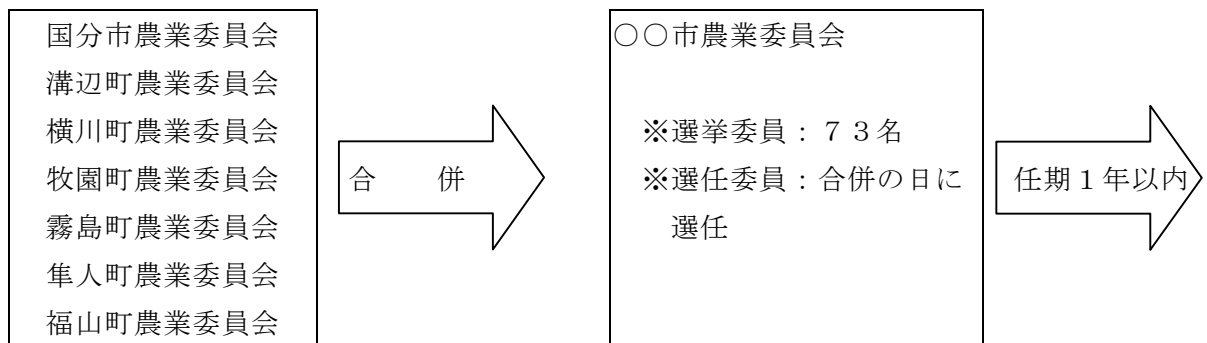 国分市農業委員会
溝辺町農業委員会
横川町農業委員会
牧園町農業委員会
霧島町農業委員会
隼人町農業委員会
福山町農業委員会
合　併
○○市農業委員会
※選挙委員：７３名
※選任委員：合併の日に
選任
任期１年以内